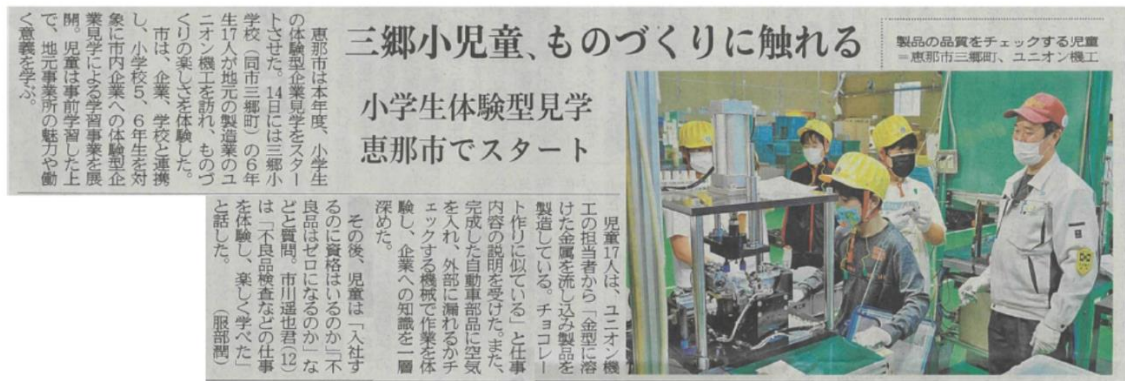 三郷小児童、ものづくりに触れる
小学生体験型見学
恵那市でスタート
製品の品質をチェックする児童
＝恵那市三郷町、ユニオン機工
恵那市は本年度、小学生
の体験型企業見学をスター
トさせた。14日には三郷小
学校（同市三郷町）の６年
生17人が地元の製造業のユ
ニオン機工を訪れ、ものづ
くりの楽しさを体験した。
市は、企業、学校と連携
し、小学校５、６年生を対
象に市内企業への体験型企
業見学による学習事業を展
開。児童は事前学習した上
で、地元事業所の魅力や働
く意義を学ぶ。
児童17人は、ユニオン機
工の担当者から「金型に溶
けた金属を流し込み製品を
製造している。チョコレー
ト作りに似ている」と仕事
内容の説明を受けた。また、
完成した自動車部品に空気
を入れ、外部に漏れるかチ
ェックする機械で作業を体
験し、企業への知識を一層
深めた。
その後、児童は「入社す
るのに資格はいるのか」「不
良品はゼロになるのか」な
どと質問。市川遥也君（12）
は「不良品検査などの仕事
を体験し、楽しく学べた」
と話した。（服部潤）